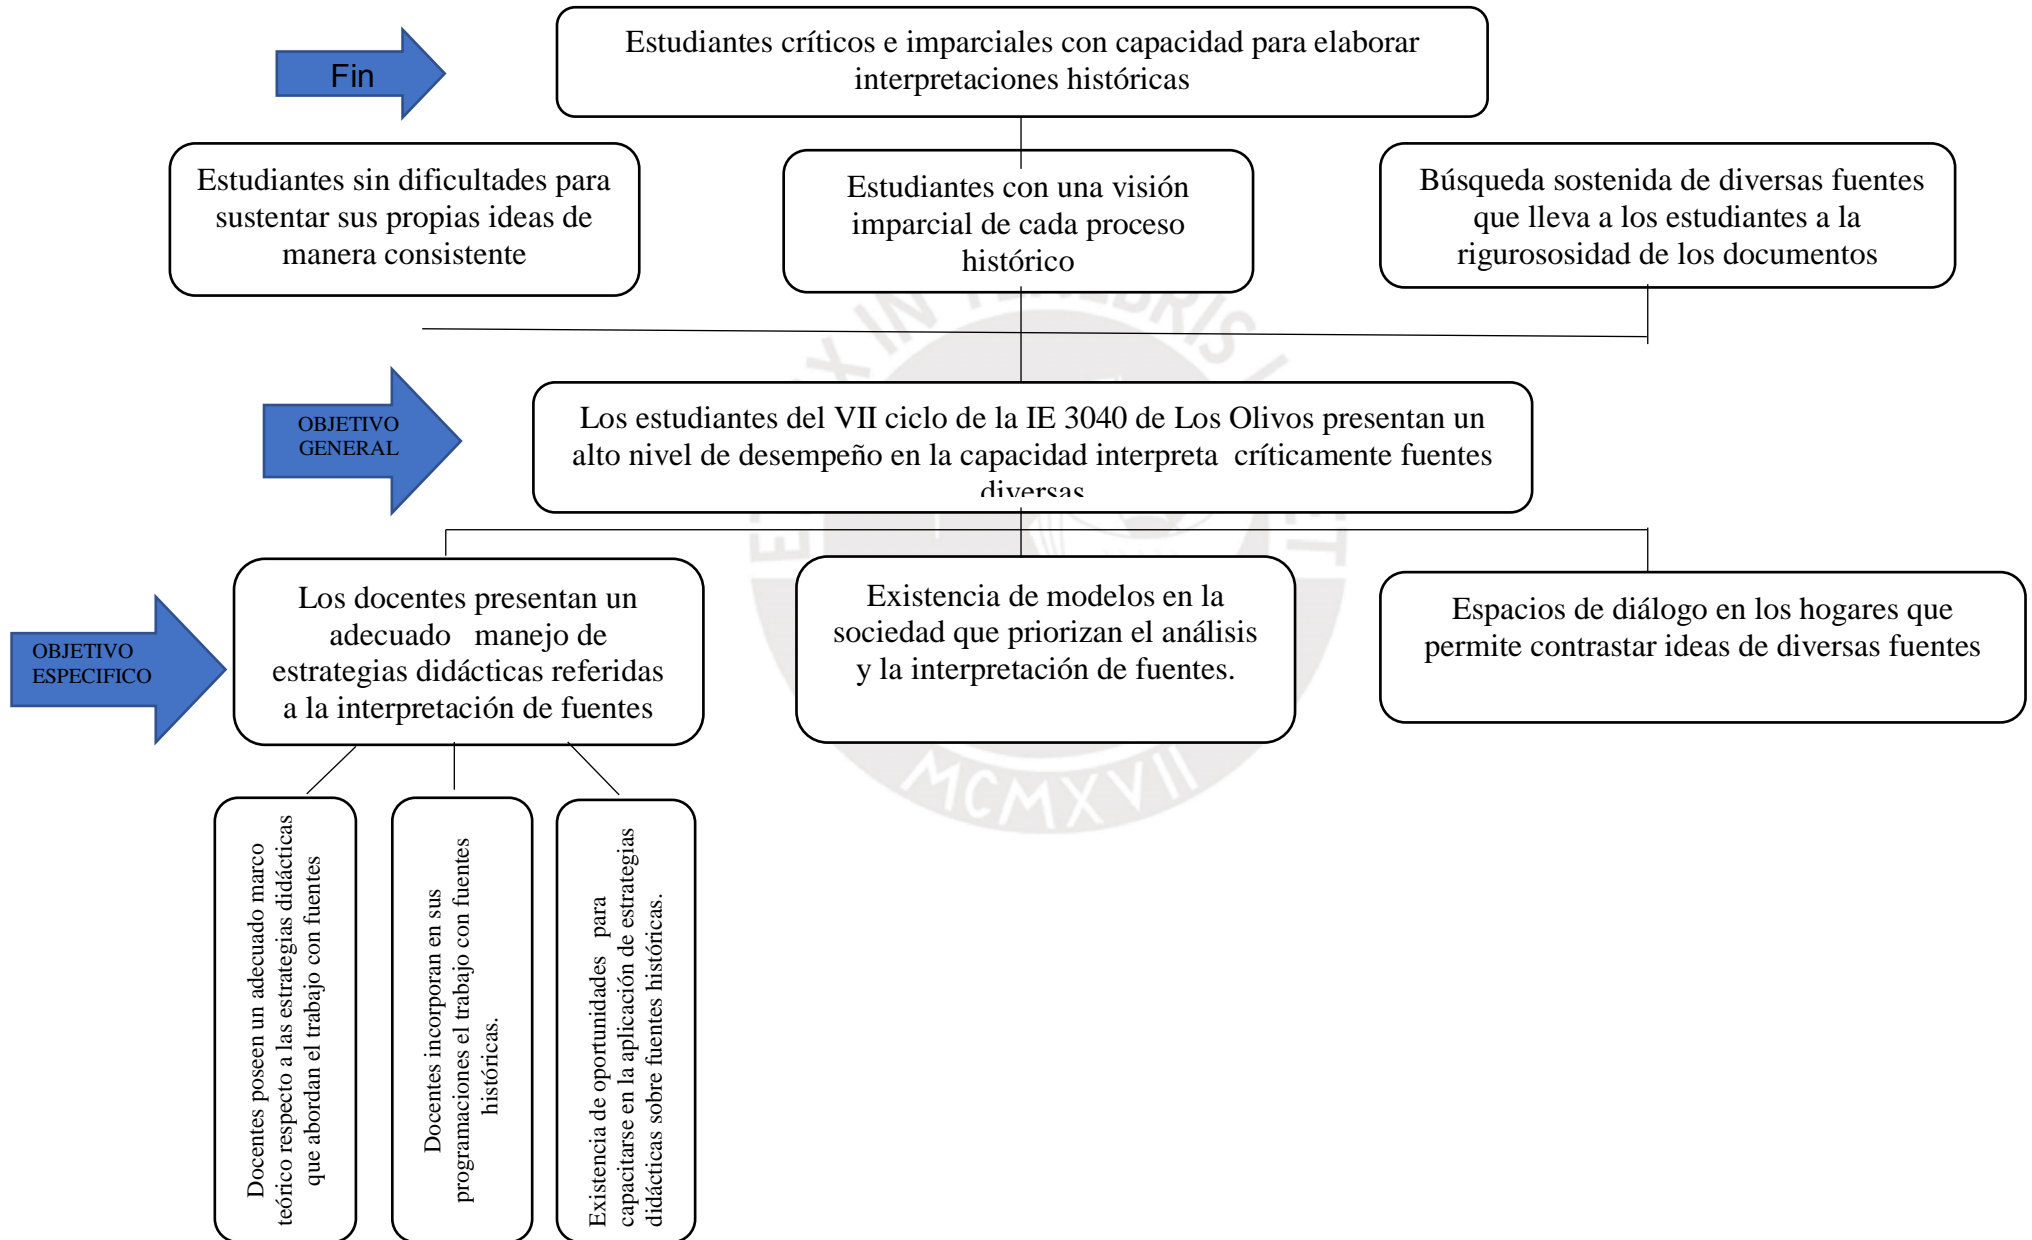 Fin
Estudiantes críticos e imparciales con capacidad para elaborar
interpretaciones históricas
Estudiantes sin dificultades para
sustentar sus propias ideas de
manera consistente
Estudiantes con una visión
imparcial de cada proceso
histórico
Búsqueda sostenida de diversas fuentes
que lleva a los estudiantes a la
rigurososidad de los documentos
OBJETIVO
GENERAL
Los estudiantes del VII ciclo de la IE 3040 de Los Olivos presentan un
alto nivel de desempeño en la capacidad interpreta críticamente fuentes
diversas
OBJETIVO
ESPECIFICO
Los docentes presentan un
adecuado manejo de
estrategias didácticas referidas
a la interpretación de fuentes
Existencia de modelos en la
sociedad que priorizan el análisis
y la interpretación de fuentes.
Espacios de diálogo en los hogares que
permite contrastar ideas de diversas fuentes
Docentes poseen un adecuado marco
teórico respecto a las estrategias didácticas
que abordan el trabajo con fuentes
Docentes incorporan en sus
programaciones el trabajo con fuentes
históricas.
Existencia de oportunidades para
capacitarse en la aplicación de estrategias
didácticas sobre fuentes históricas.
MCMXVII